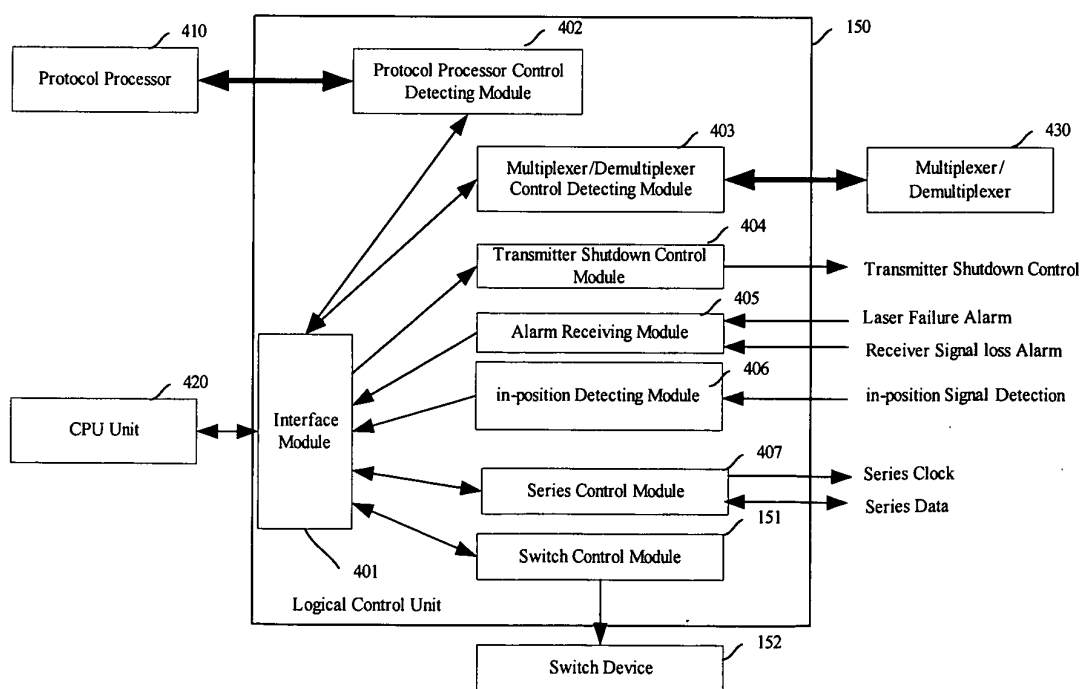 410
402
150
Protocol Processor
Protocol Processor Control
Detecting Module
403
430
Multiplexer/Demultiplexer
Control Detecting Module
Multiplexer/
Demultiplexer
404
Transmitter Shutdown Control
Module
Transmitter Shutdown Control
405
Laser Failure Alarm
Alarm Receiving Module
Receiver Signal loss Alarm
406
420
in-position Detecting Module
in-position Signal Detection
CPU Unit
Interface
Module
407
Series Clock
Series Control Module
Series Data
151
Switch Control Module
401
Logical Control Unit
152
Switch Device